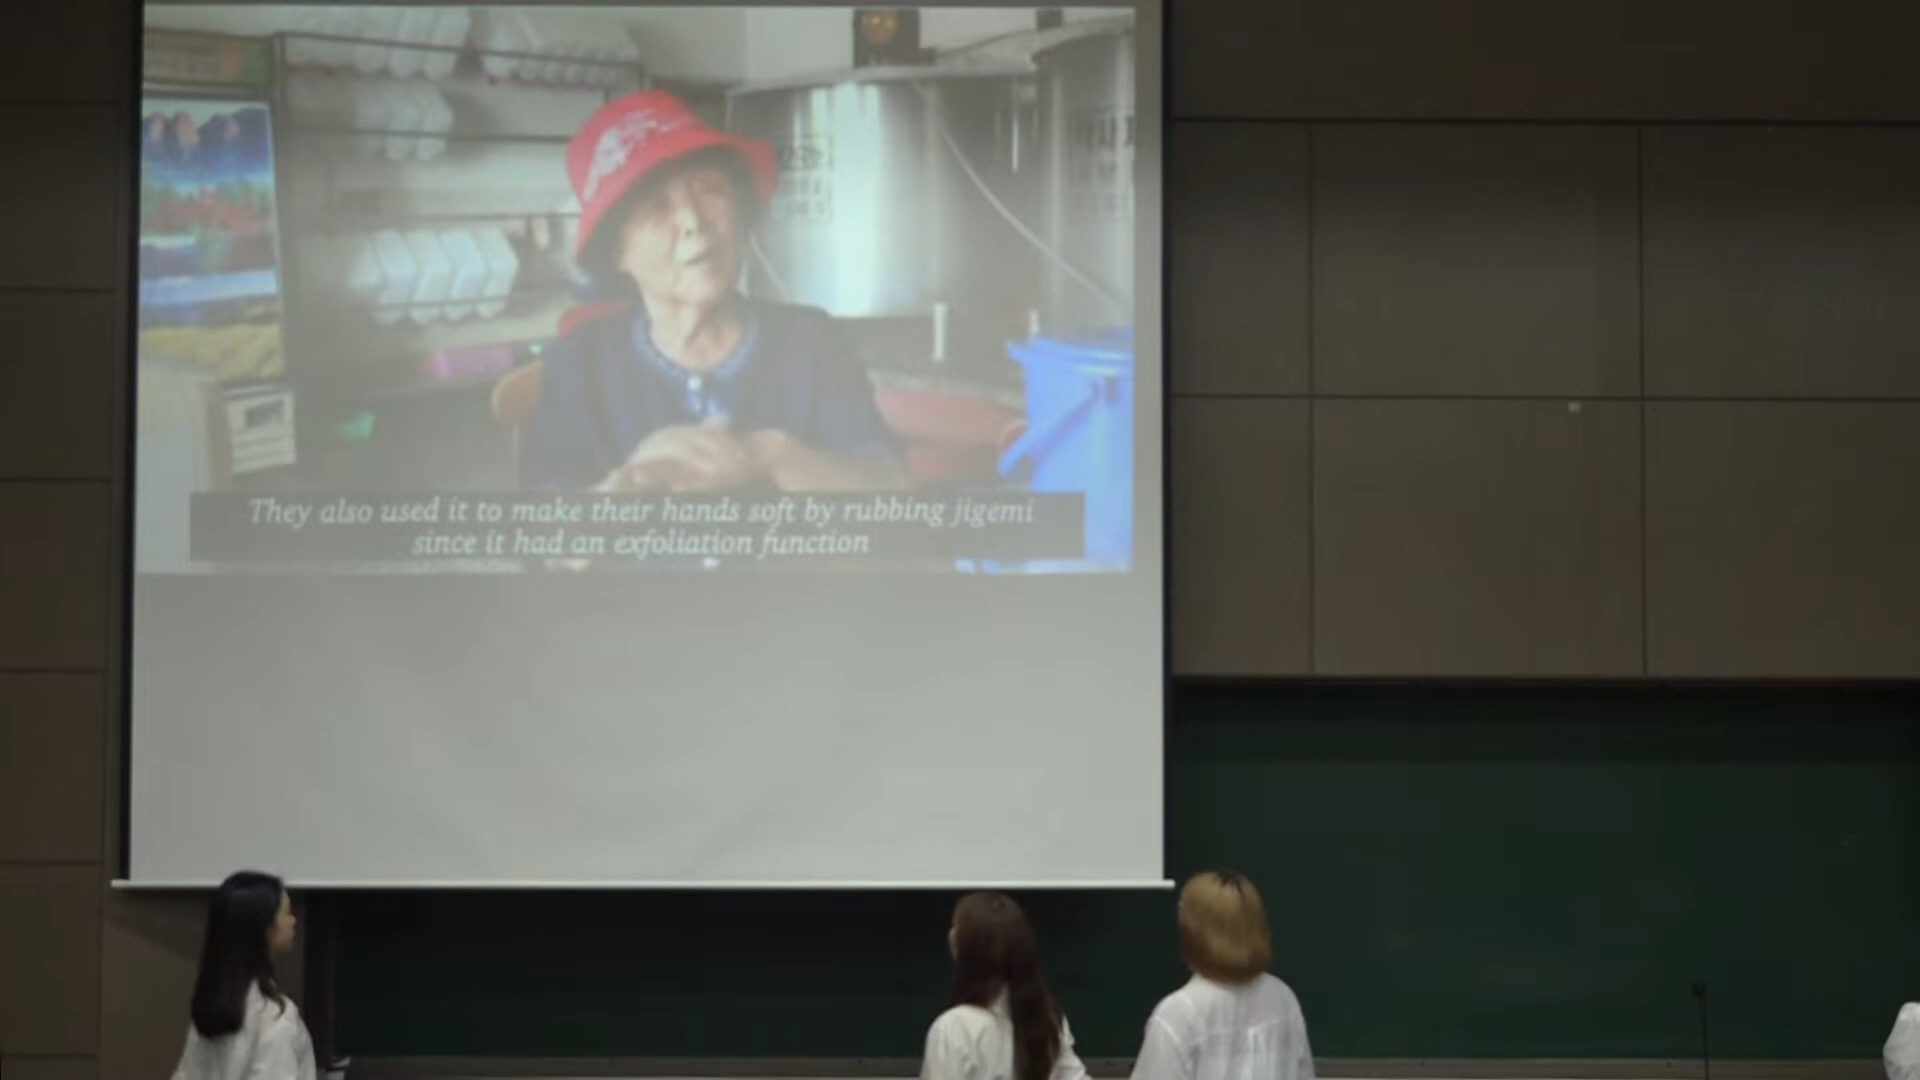 They also used it to make their hands soft by rubbing jigemi
since it had an exfoliation function